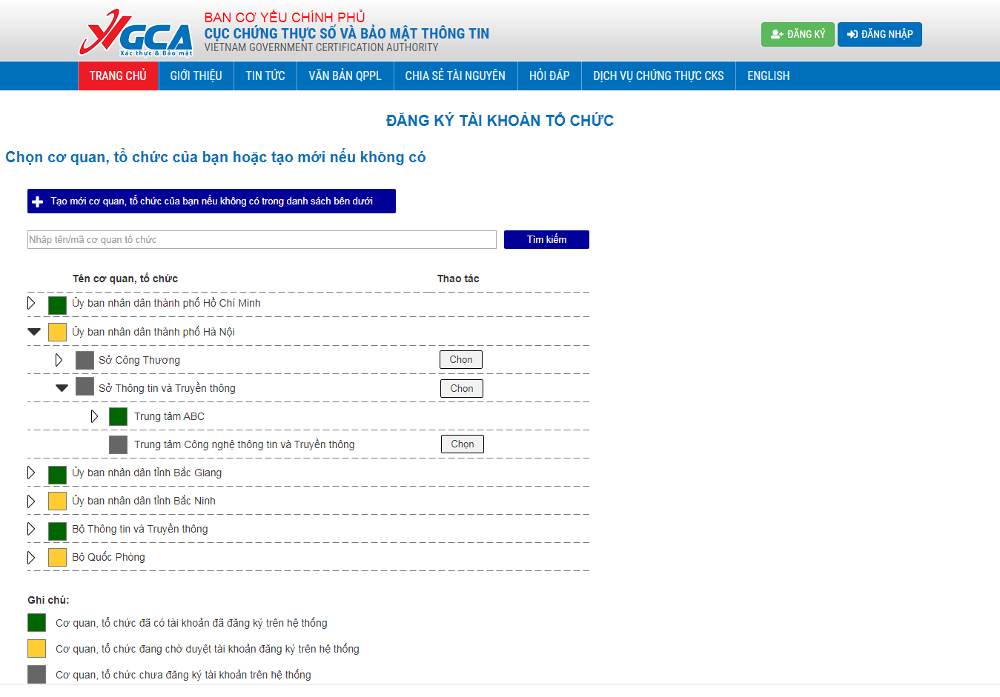 VGCA
Xác thực & Bảo mật
BAN CƠ YẾU CHÍNH PHỦ
CỤC CHỨNG THỰC SỐ VÀ BẢO MẬT THÔNG TIN
VIETNAM GOVERNMENT CERTIFICATION AUTHORITY
ĐĂNG KÝ
ĐĂNG NHẬP
TRANG CHỦ GIỚI THIỆU TIN TỨC VĂN BẢN QPPL CHIA SẺ TÀI NGUYÊN HỎI ĐÁP DỊCH VỤ CHỨNG THỰC CKS ENGLISH
ĐĂNG KÝ TÀI KHOẢN TỔ CHỨC
Chọn cơ quan, tổ chức của bạn hoặc tạo mới nếu không có
Tạo mới cơ quan, tổ chức của bạn nếu không có trong danh sách bên dưới
Nhập tên/mã cơ quan tổ chức Tìm kiếm
Tên cơ quan, tổ chức Thao tác
Ủy ban nhân dân thành phố Hồ Chí Minh
Ủy ban nhân dân thành phố Hà Nội
Sở Công Thương Chọn
Sở Thông tin và Truyền thông Chọn
Trung tâm ABC
Trung tâm Công nghệ thông tin và Truyền thông Chọn
Ủy ban nhân dân tỉnh Bắc Giang
Ủy ban nhân dân tỉnh Bắc Ninh
Bộ Thông tin và Truyền thông
Bộ Quốc Phòng
Ghi chú:
Cơ quan, tổ chức đã có tài khoản đã đăng ký trên hệ thống
Cơ quan, tổ chức đang chờ duyệt tài khoản đăng ký trên hệ thống
Cơ quan, tổ chức chưa đăng ký tài khoản trên hệ thống